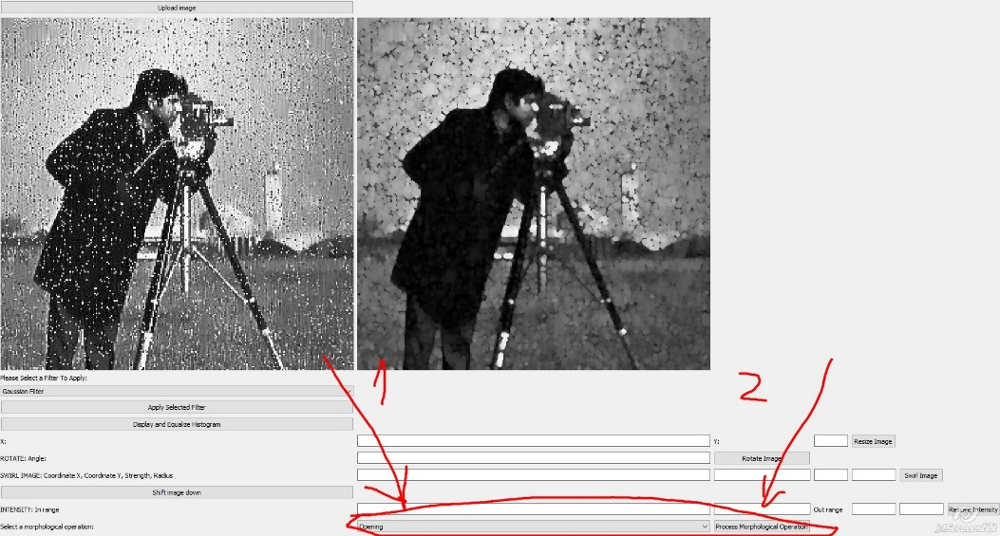 Upload image
1
2
Please Select a Filter To Apply:
Gaussian Filter
Apply Selected Filter
Display and Equalize Histogram
X: Y: Resize Image
ROTATE: Angle: Rotate Image
SWIRL IMAGE: Coordinate X, Coordinate Y, Strength, Radius Swirl Image
Shift image down
INTENSITY: In range Out range Rescale Intensity
Select a morphological operation: Opening Process Morphological Operation